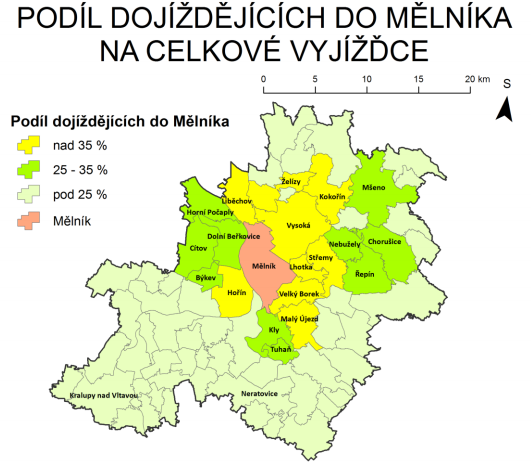 PODÍL DOJÍŽDĚJÍCÍCH DO MĚLNÍKA
NA CELKOVÉ VYJÍŽĎCE
0 5 10 15 20 km
S
Podíl dojíždějících do Mělníka
nad 35 %
25 - 35 %
pod 25 %
Mělník
Želízy
Mšeno
Kokořín
Liběchov
Horní Počaply
Vysoká
Dolní Beřkovice
Nebužely
Chorušice
Cítov
Střemy
Mělník
Lhotka
Řepín
Býkev
Hořín
Velký Borek
Malý Újezd
Kly
Tuhaň
Kralupy nad Vltavou
Neratovice